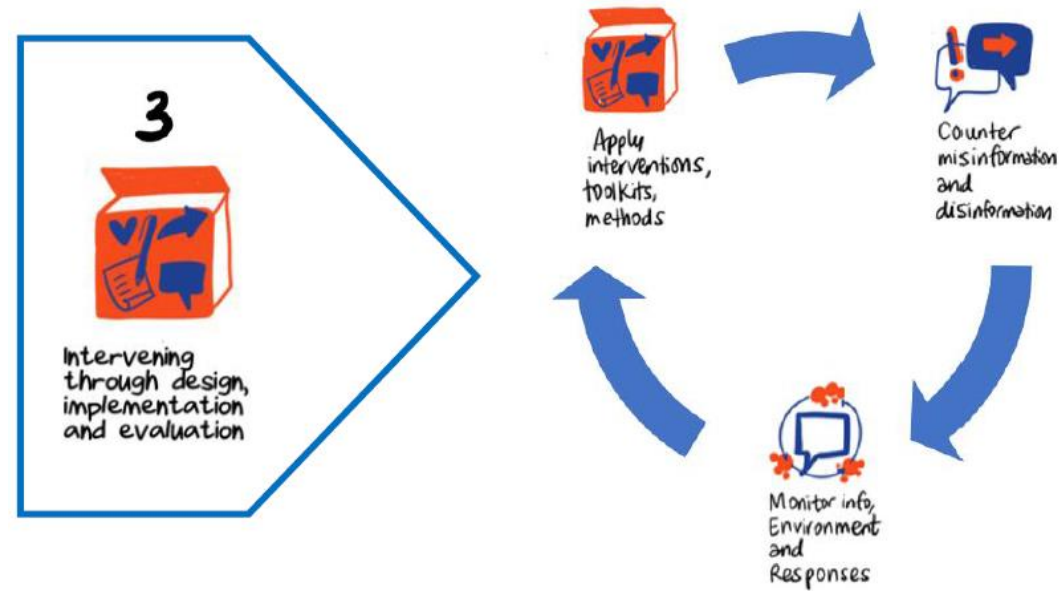 3
Intervening
through design,
implementation
and evaluation
Apply
interventions,
toolkits,
methods
Counter
misinformation
and
disinformation
Monitor info,
Environment
and
Responses